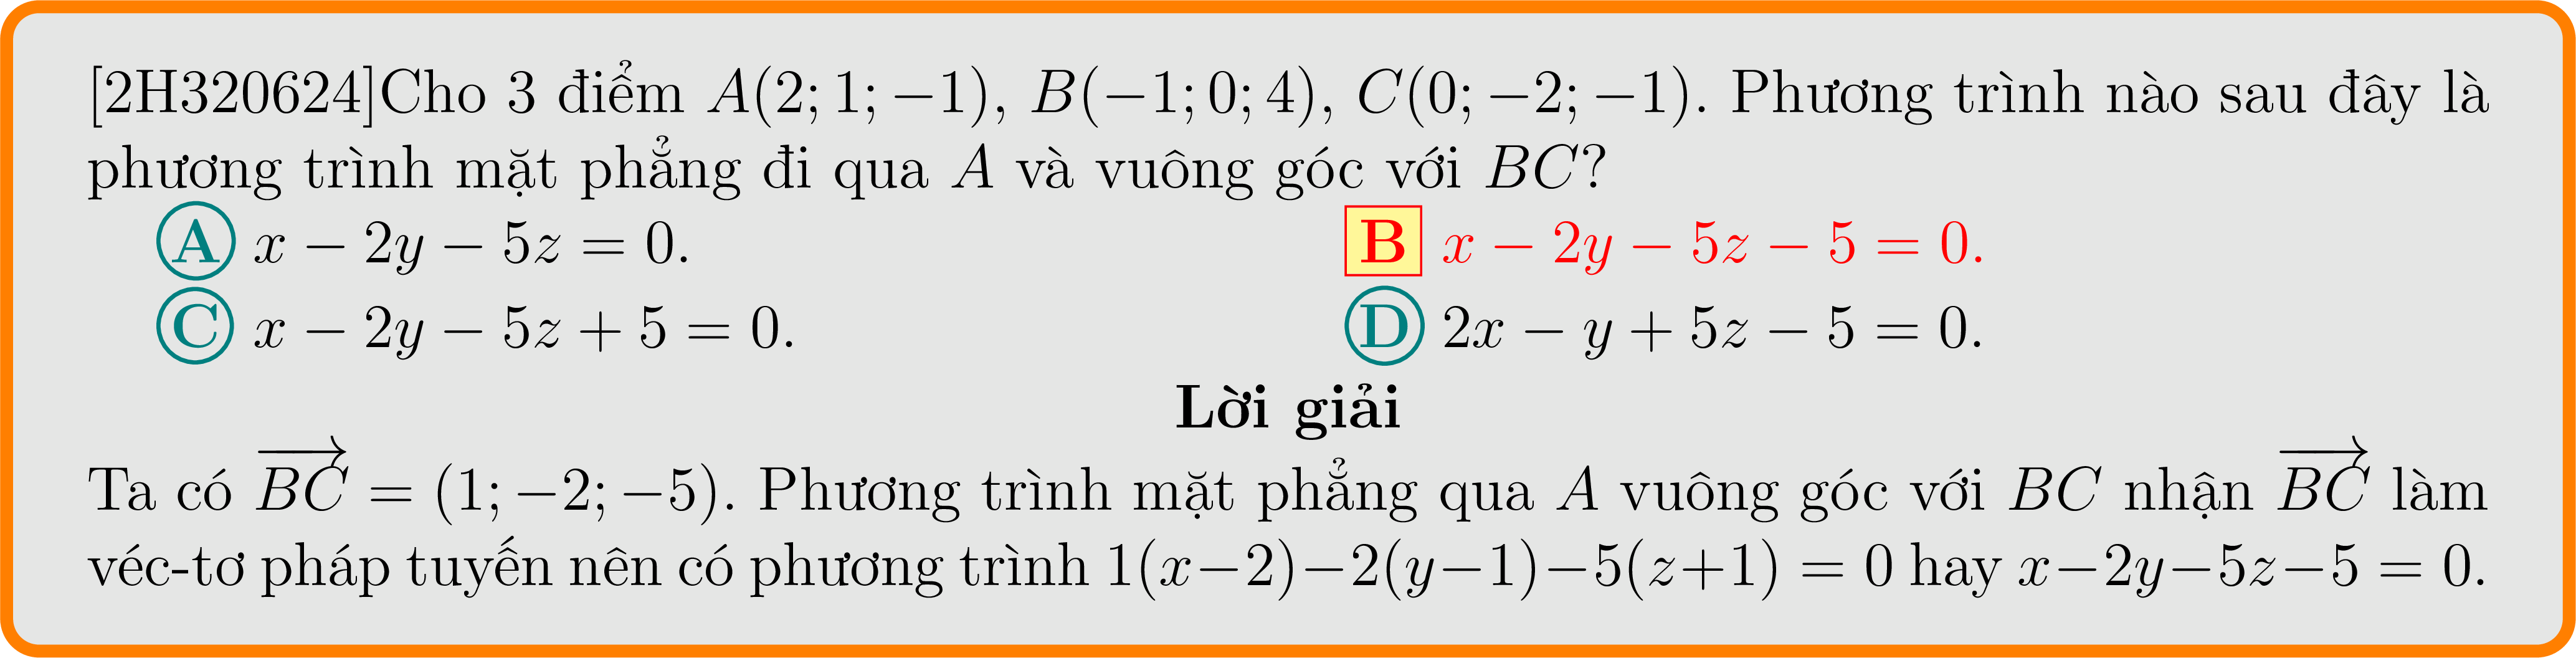 [2H320624]Cho 3 điểm A(2; 1; −1), B(−1; 0; 4), C(0; −2; −1). Phương trình nào sau đây là
phương trình mặt phẳng đi qua A và vuông góc với BC?
A x − 2y − 5z = 0. B x − 2y − 5z − 5 = 0.
C x − 2y − 5z + 5 = 0. D 2x − y + 5z − 5 = 0.
Lời giải
Ta có $\overrightarrow{BC}$ = (1; −2; −5). Phương trình mặt phẳng qua A vuông góc với BC nhận $\overrightarrow{BC}$ làm
véc-tơ pháp tuyến nên có phương trình 1(x−2)−2(y−1)−5(z+1) = 0 hay x−2y−5z−5 = 0.